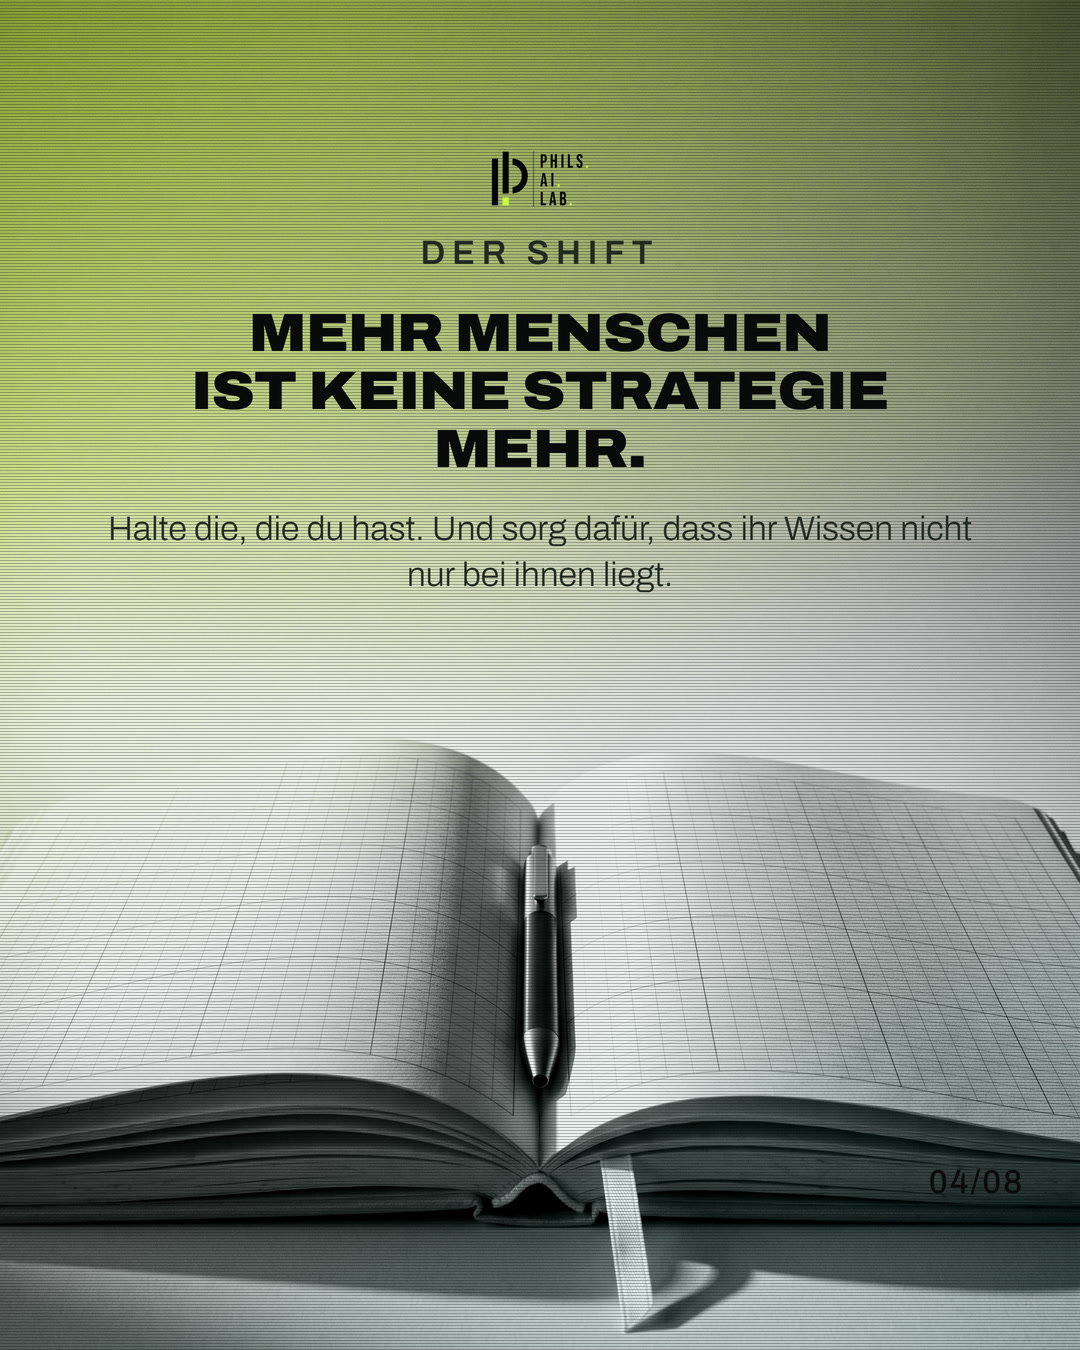 PHILS.
AI.
LAB.
DER SHIFT
MEHR MENSCHEN
IST KEINE STRATEGIE
MEHR.
Halte die, die du hast. Und sorg dafür, dass ihr Wissen nicht
nur bei ihnen liegt.
04/08